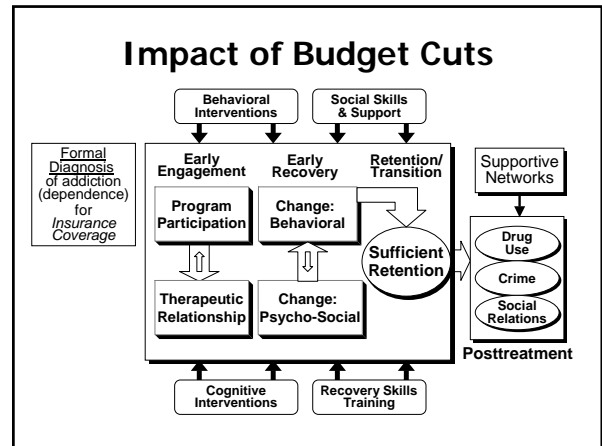 Impact of Budget Cuts
Behavioral
Interventions
Social Skills
& Support
Formal
Diagnosis
of addiction
(dependence)
for
Insurance
Coverage
Early
Engagement
Early
Recovery
Retention/
Transition
Program
Participation
Change:
Behavioral
Sufficient
Retention
Therapeutic
Relationship
Change:
Psycho-Social
Supportive
Networks
Drug
Use
Crime
Social
Relations
Posttreatment
Cognitive
Interventions
Recovery Skills
Training